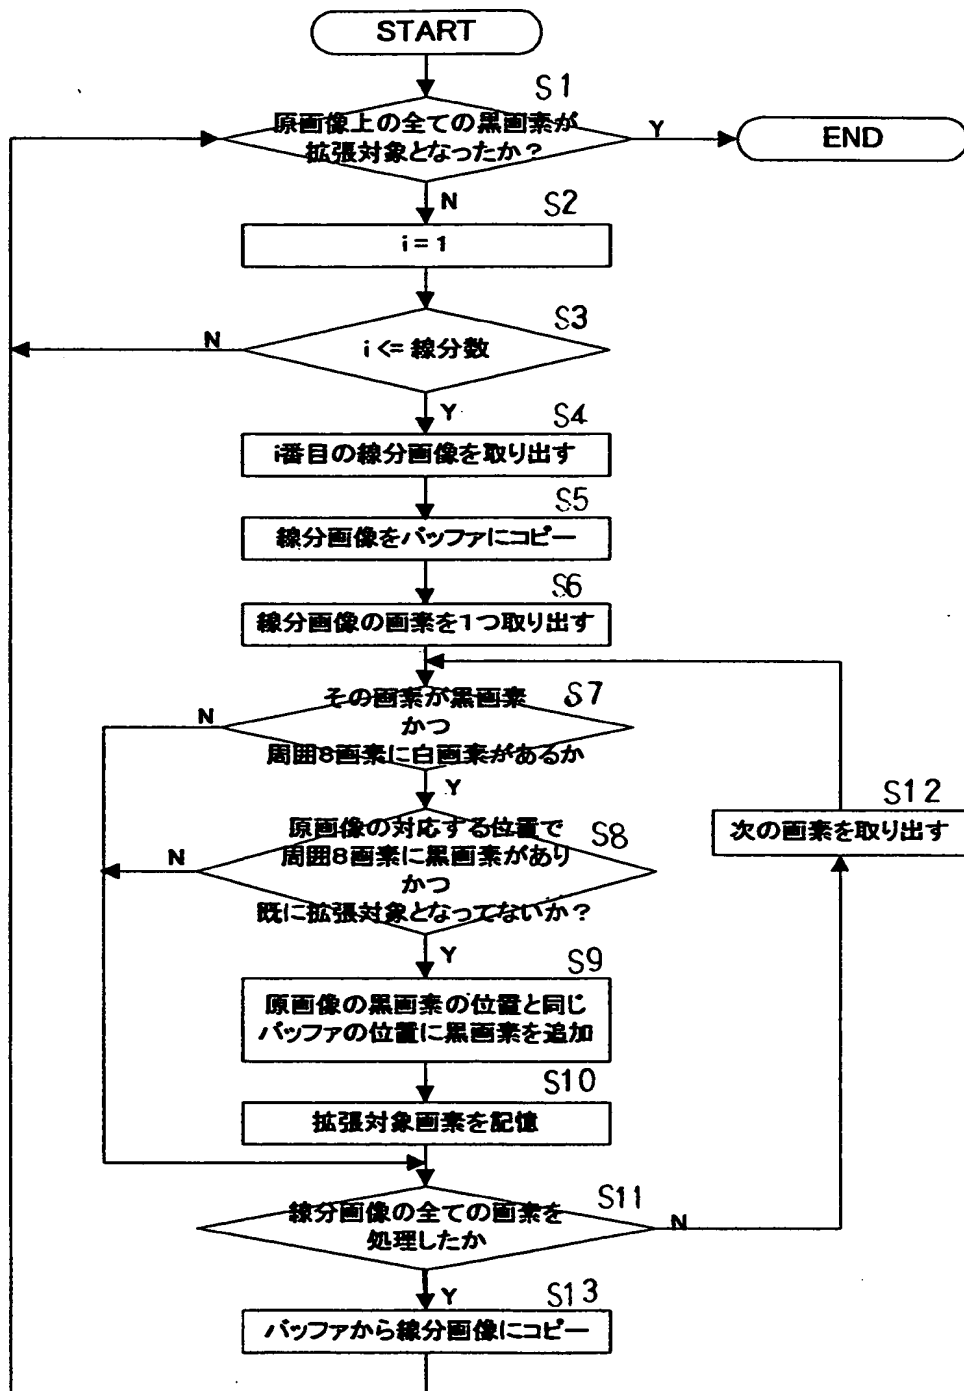 START
S1
原画像上の全ての黒画素が
拡張対象となったか？
Y
END
N
S2
i = 1
S3
N
i <= 線分数
Y
S4
i番目の線分画像を取り出す
S5
線分画像をバッファにコピー
S6
線分画像の画素を1つ取り出す
S7
その画素が黒画素
N
かつ
周囲8画素に白画素があるか
Y
S12
次の画素を取り出す
原画像の対応する位置で
S8
N
周囲8画素に黒画素があり
かつ
既に拡張対象となってないか？
Y
S9
原画像の黒画素の位置と同じ
バッファの位置に黒画素を追加
S10
拡張対象画素を記憶
S11
線分画像の全ての画素を
N
処理したか
Y
S13
バッファから線分画像にコピー